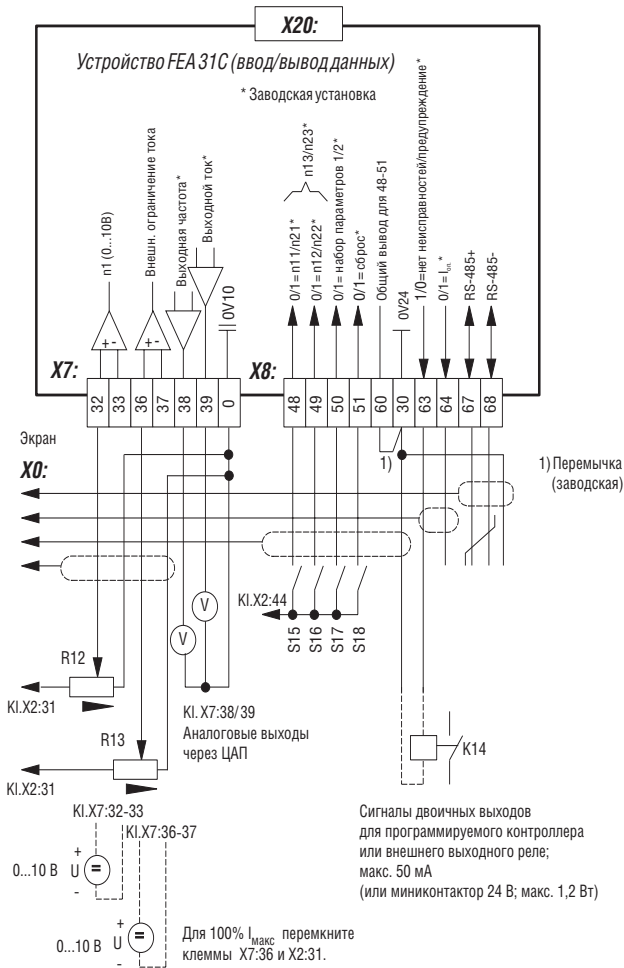 X20:
Устройство FEA 31C (ввод/вывод данных)
* Заводская установка
n1 (0...10В)
Внешн. ограничение тока
Выходная частота*
Выходной ток*
0V10
n13/n23*
0/1= n11/n21*
0/1= n12/n22*
0/1= набор параметров 1/2*
0/1= сброс*
Общий вывод для 48-51
0V24
1/0=нет неисправностей/предупреждение*
0/1= Iоп.*
RS-485+
RS-485-
+ -
+ -
X7:
X8:
32 33 36 37 38 39 0
48 49 50 51 60 30 63 64 67 68
Экран
X0:
1)
1) Перемычка
(заводская)
V
V
Kl.X2:44
S15
S16
S17
S18
R12
Kl.X2:31
R13
Kl.X2:31
Kl. X7:38/39
Аналоговые выходы
через ЦАП
K14
Kl.X7:32-33
Kl.X7:36-37
0...10 В
+
U
-
=
0...10 В
+
U
-
=
Для 100% Iмакс перемкните
клеммы X7:36 и X2:31.
Сигналы двоичных выходов
для программируемого контроллера
или внешнего выходного реле;
макс. 50 мА
(или миниконтактор 24 В; макс. 1,2 Вт)